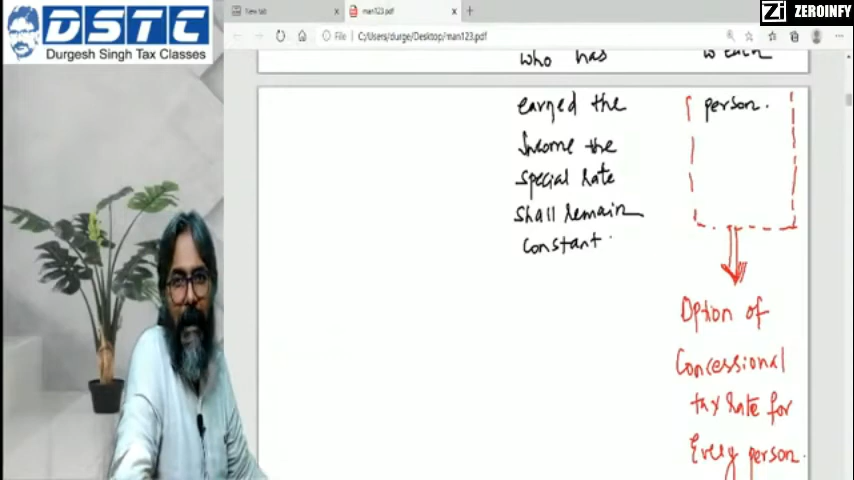 DSTC
Durgesh Singh Tax Classes
New tab
man123.pdf
File
C:/Users/durge/Desktop/man123.pdf
Zi ZEROINFY
who has
to each
earned the
Income the
special Rate
shall remain
constant.
person.
Option of
Concessional
tax Rate for
Every person.